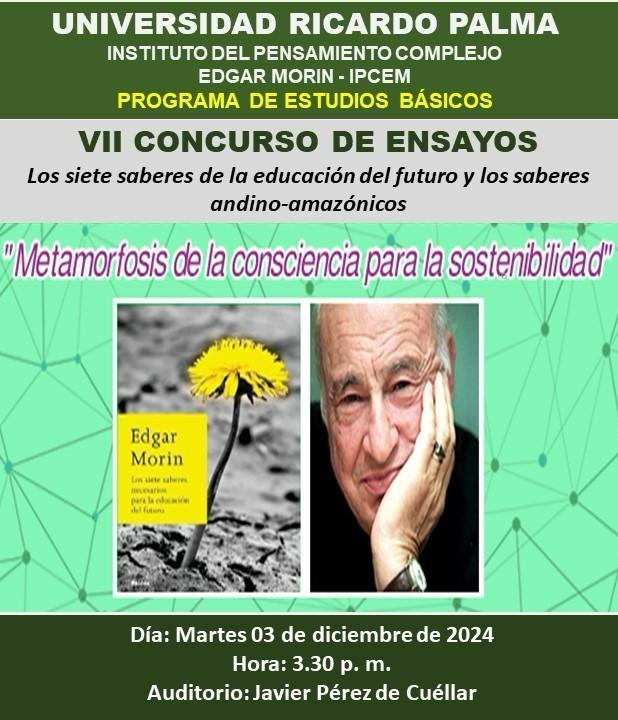 UNIVERSIDAD RICARDO PALMA
INSTITUTO DEL PENSAMIENTO COMPLEJO
EDGAR MORIN - IPCEM
PROGRAMA DE ESTUDIOS BÁSICOS
VII CONCURSO DE ENSAYOS
Los siete saberes de la educación del futuro y los saberes
andino-amazónicos
"Metamorfosis de la consciencia para la sostenibilidad"
Edgar
Morin
Los siete saberes
necesarios
para la educación
del futuro
Día: Martes 03 de diciembre de 2024
Hora: 3.30 p. m.
Auditorio: Javier Pérez de Cuéllar